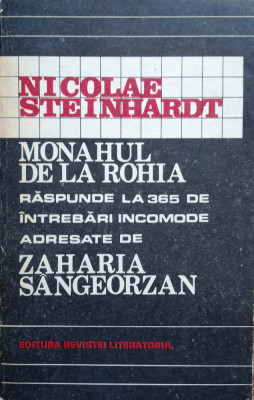 NICOLAE
STEINHARDT
MONAHUL
DE LA ROHIA
RĂSPUNDE LA 365 DE
ÎNTREBĂRI INCOMODE
ADRESATE DE
ZAHARIA
SÂNGEORZAN
EDITURA REVISTEI LITERATORUL